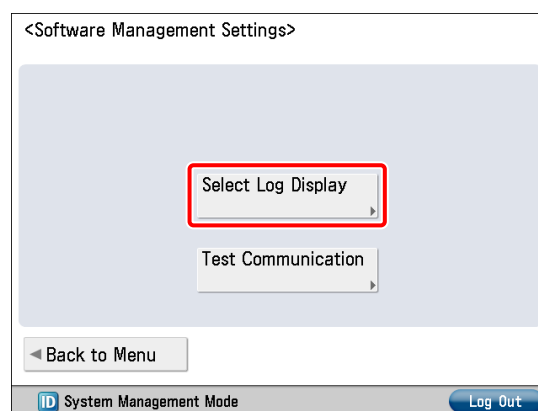 <Software Management Settings>
Select Log Display
Test Communication
Back to Menu
ID System Management Mode
Log Out